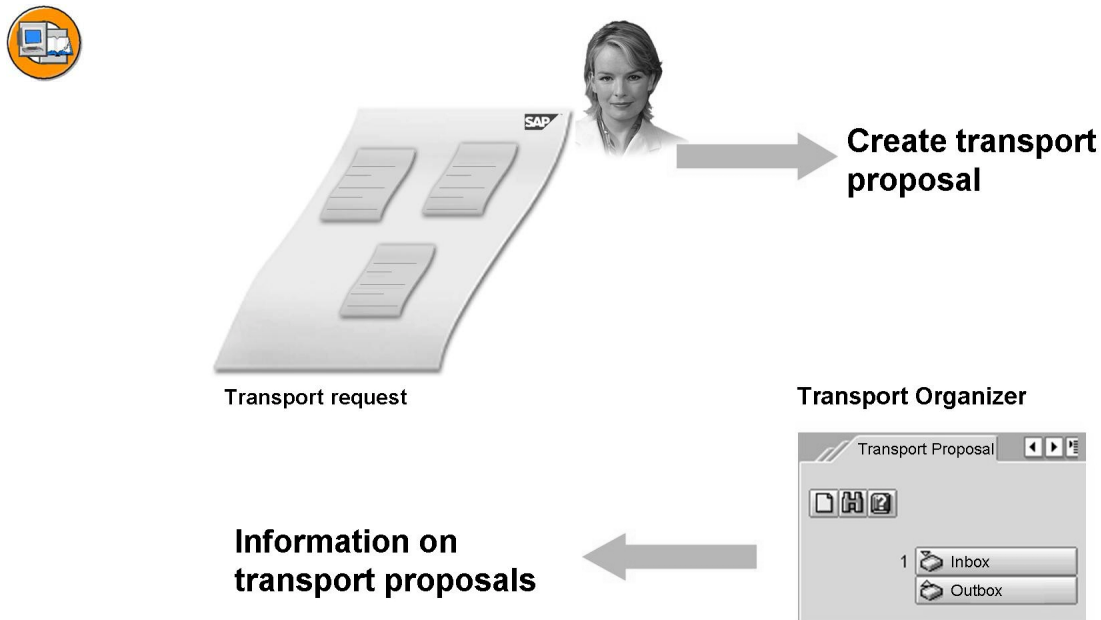 SAP
Create transport
proposal
Transport request
Transport Organizer
Transport Proposal
1 Inbox
Outbox
Information on
transport proposals